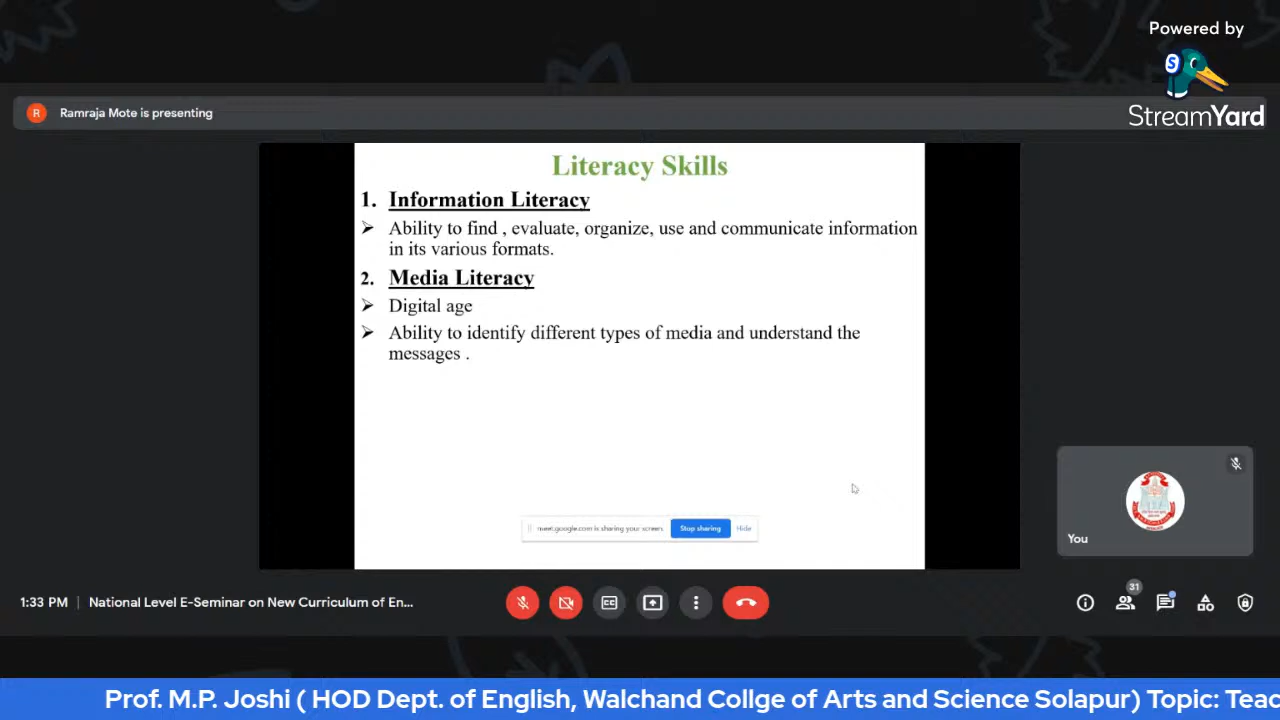 Powered by
StreamYard
R
Ramraja Mote is presenting
Literacy Skills
1. Information Literacy
Ability to find , evaluate, organize, use and communicate information
in its various formats.
2. Media Literacy
Digital age
Ability to identify different types of media and understand the
messages .
meet.google.com is sharing your screen.
Stop sharing
Hide
You
1:33 PM | National Level E-Seminar on New Curriculum of En...
CC
31
Prof. M.P. Joshi ( HOD Dept. of English, Walchand Collge of Arts and Science Solapur) Topic: Teac